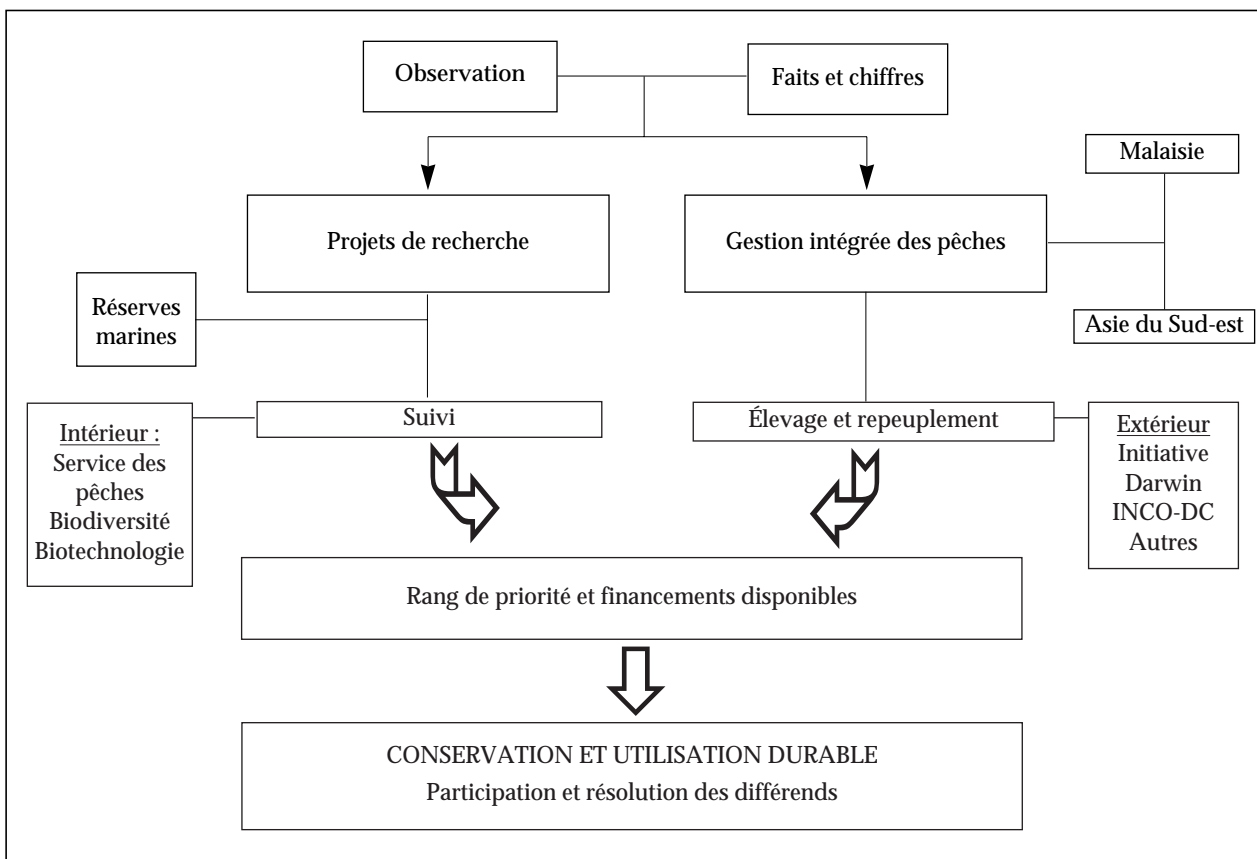 Observation
Faits et chiffres
Malaisie
Projets de recherche
Gestion intégrée des pêches
Réserves
marines
Asie du Sud-est
Suivi
Élevage et repeuplement
Intérieur :
Service des
pêches
Biodiversité
Biotechnologie
Extérieur
Initiative
Darwin
INCO-DC
Autres
Rang de priorité et financements disponibles
CONSERVATION ET UTILISATION DURABLE
Participation et résolution des différends